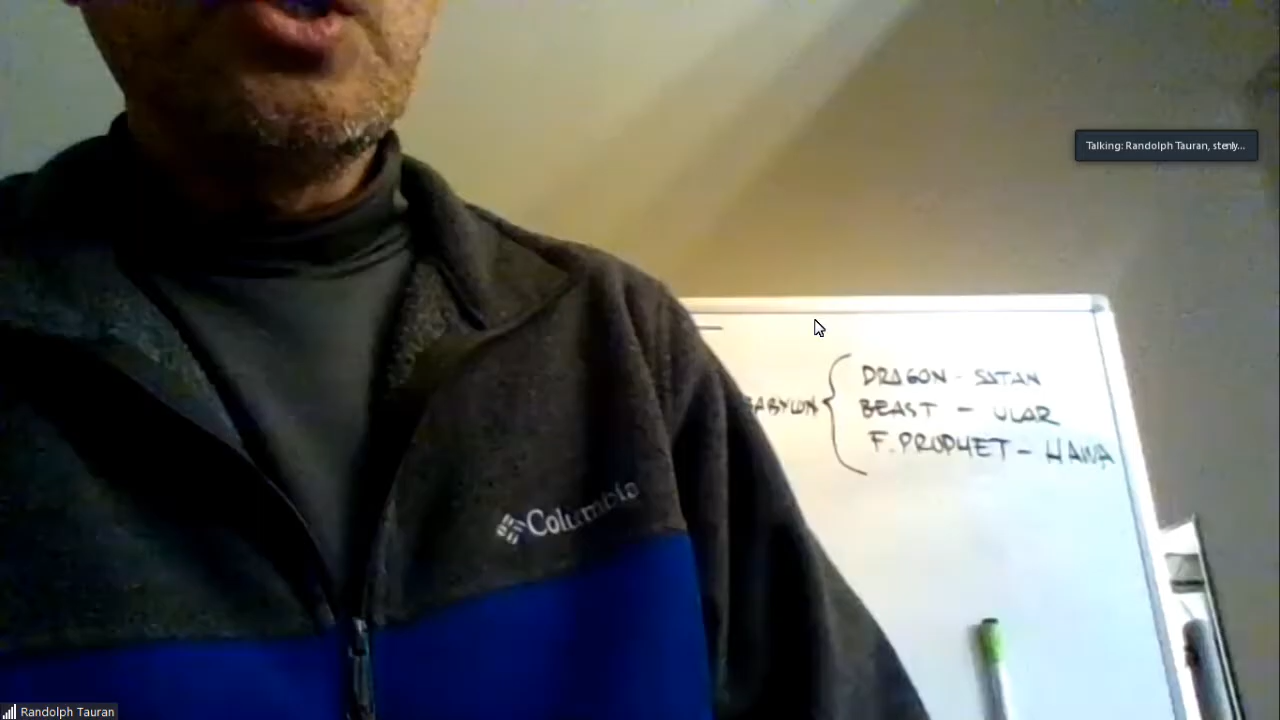 Talking: Randolph Tauran, stenly...
DRAGON - SATAN
BABYLON { BEAST - ULAR
F. PROPHET - HAWA
Columbia
Randolph Tauran